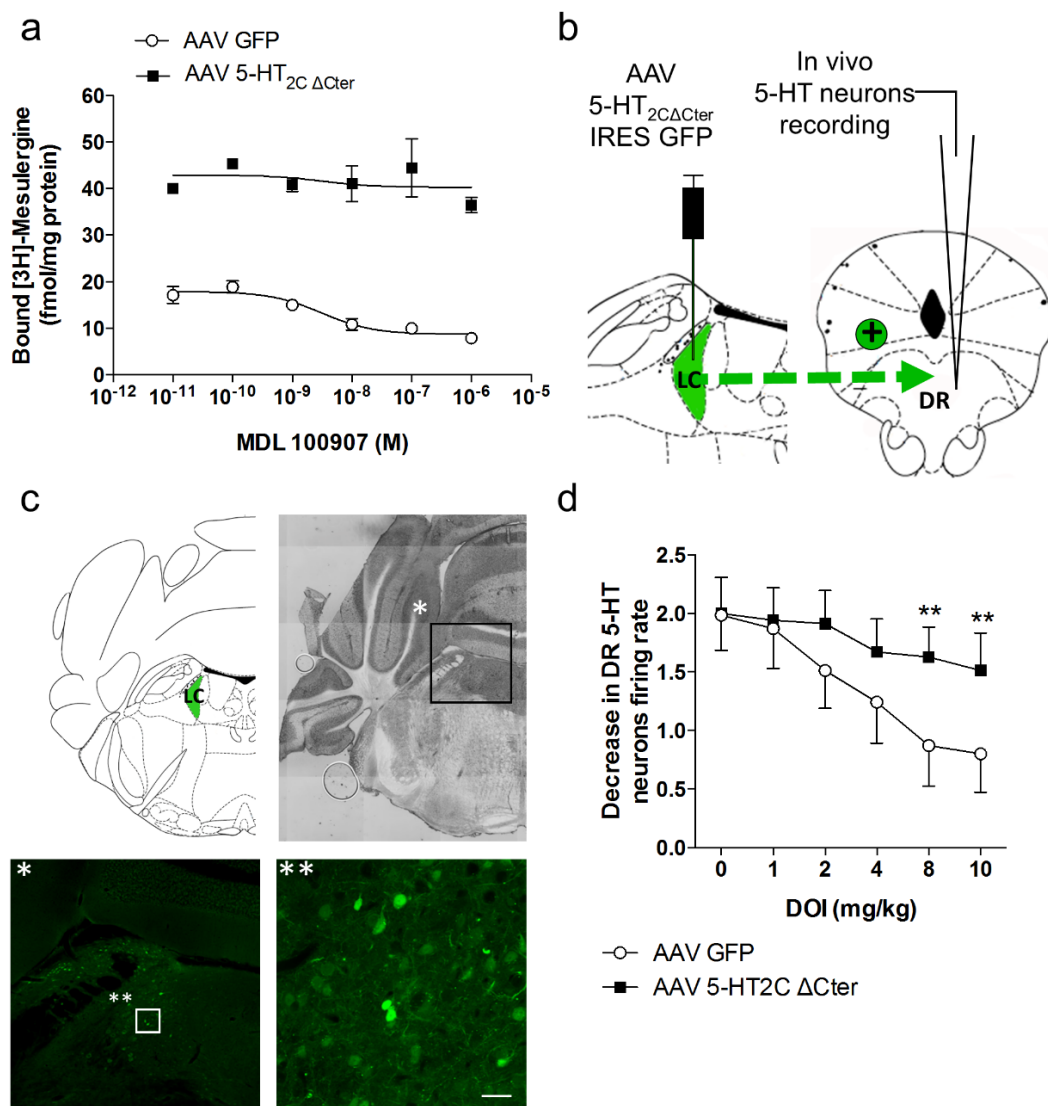 a
AAV GFP
AAV 5-HT2C ΔCter
60
50
40
30
20
10
0
Bound [3H]-Mesulergine
(fmol/mg protein)
10-12 10-11 10-10 10-9 10-8 10-7 10-6 10-5
MDL 100907 (M)
b
AAV
5-HT2CΔCter
IRES GFP
In vivo
5-HT neurons
recording
LC
+
DR
c
LC
*
*
**
**
d
2.5
2.0
1.5
1.0
0.5
0.0
Decrease in DR 5-HT
neurons firing rate
** **
0 1 2 4 8 10
DOI (mg/kg)
AAV GFP
AAV 5-HT2C ΔCter